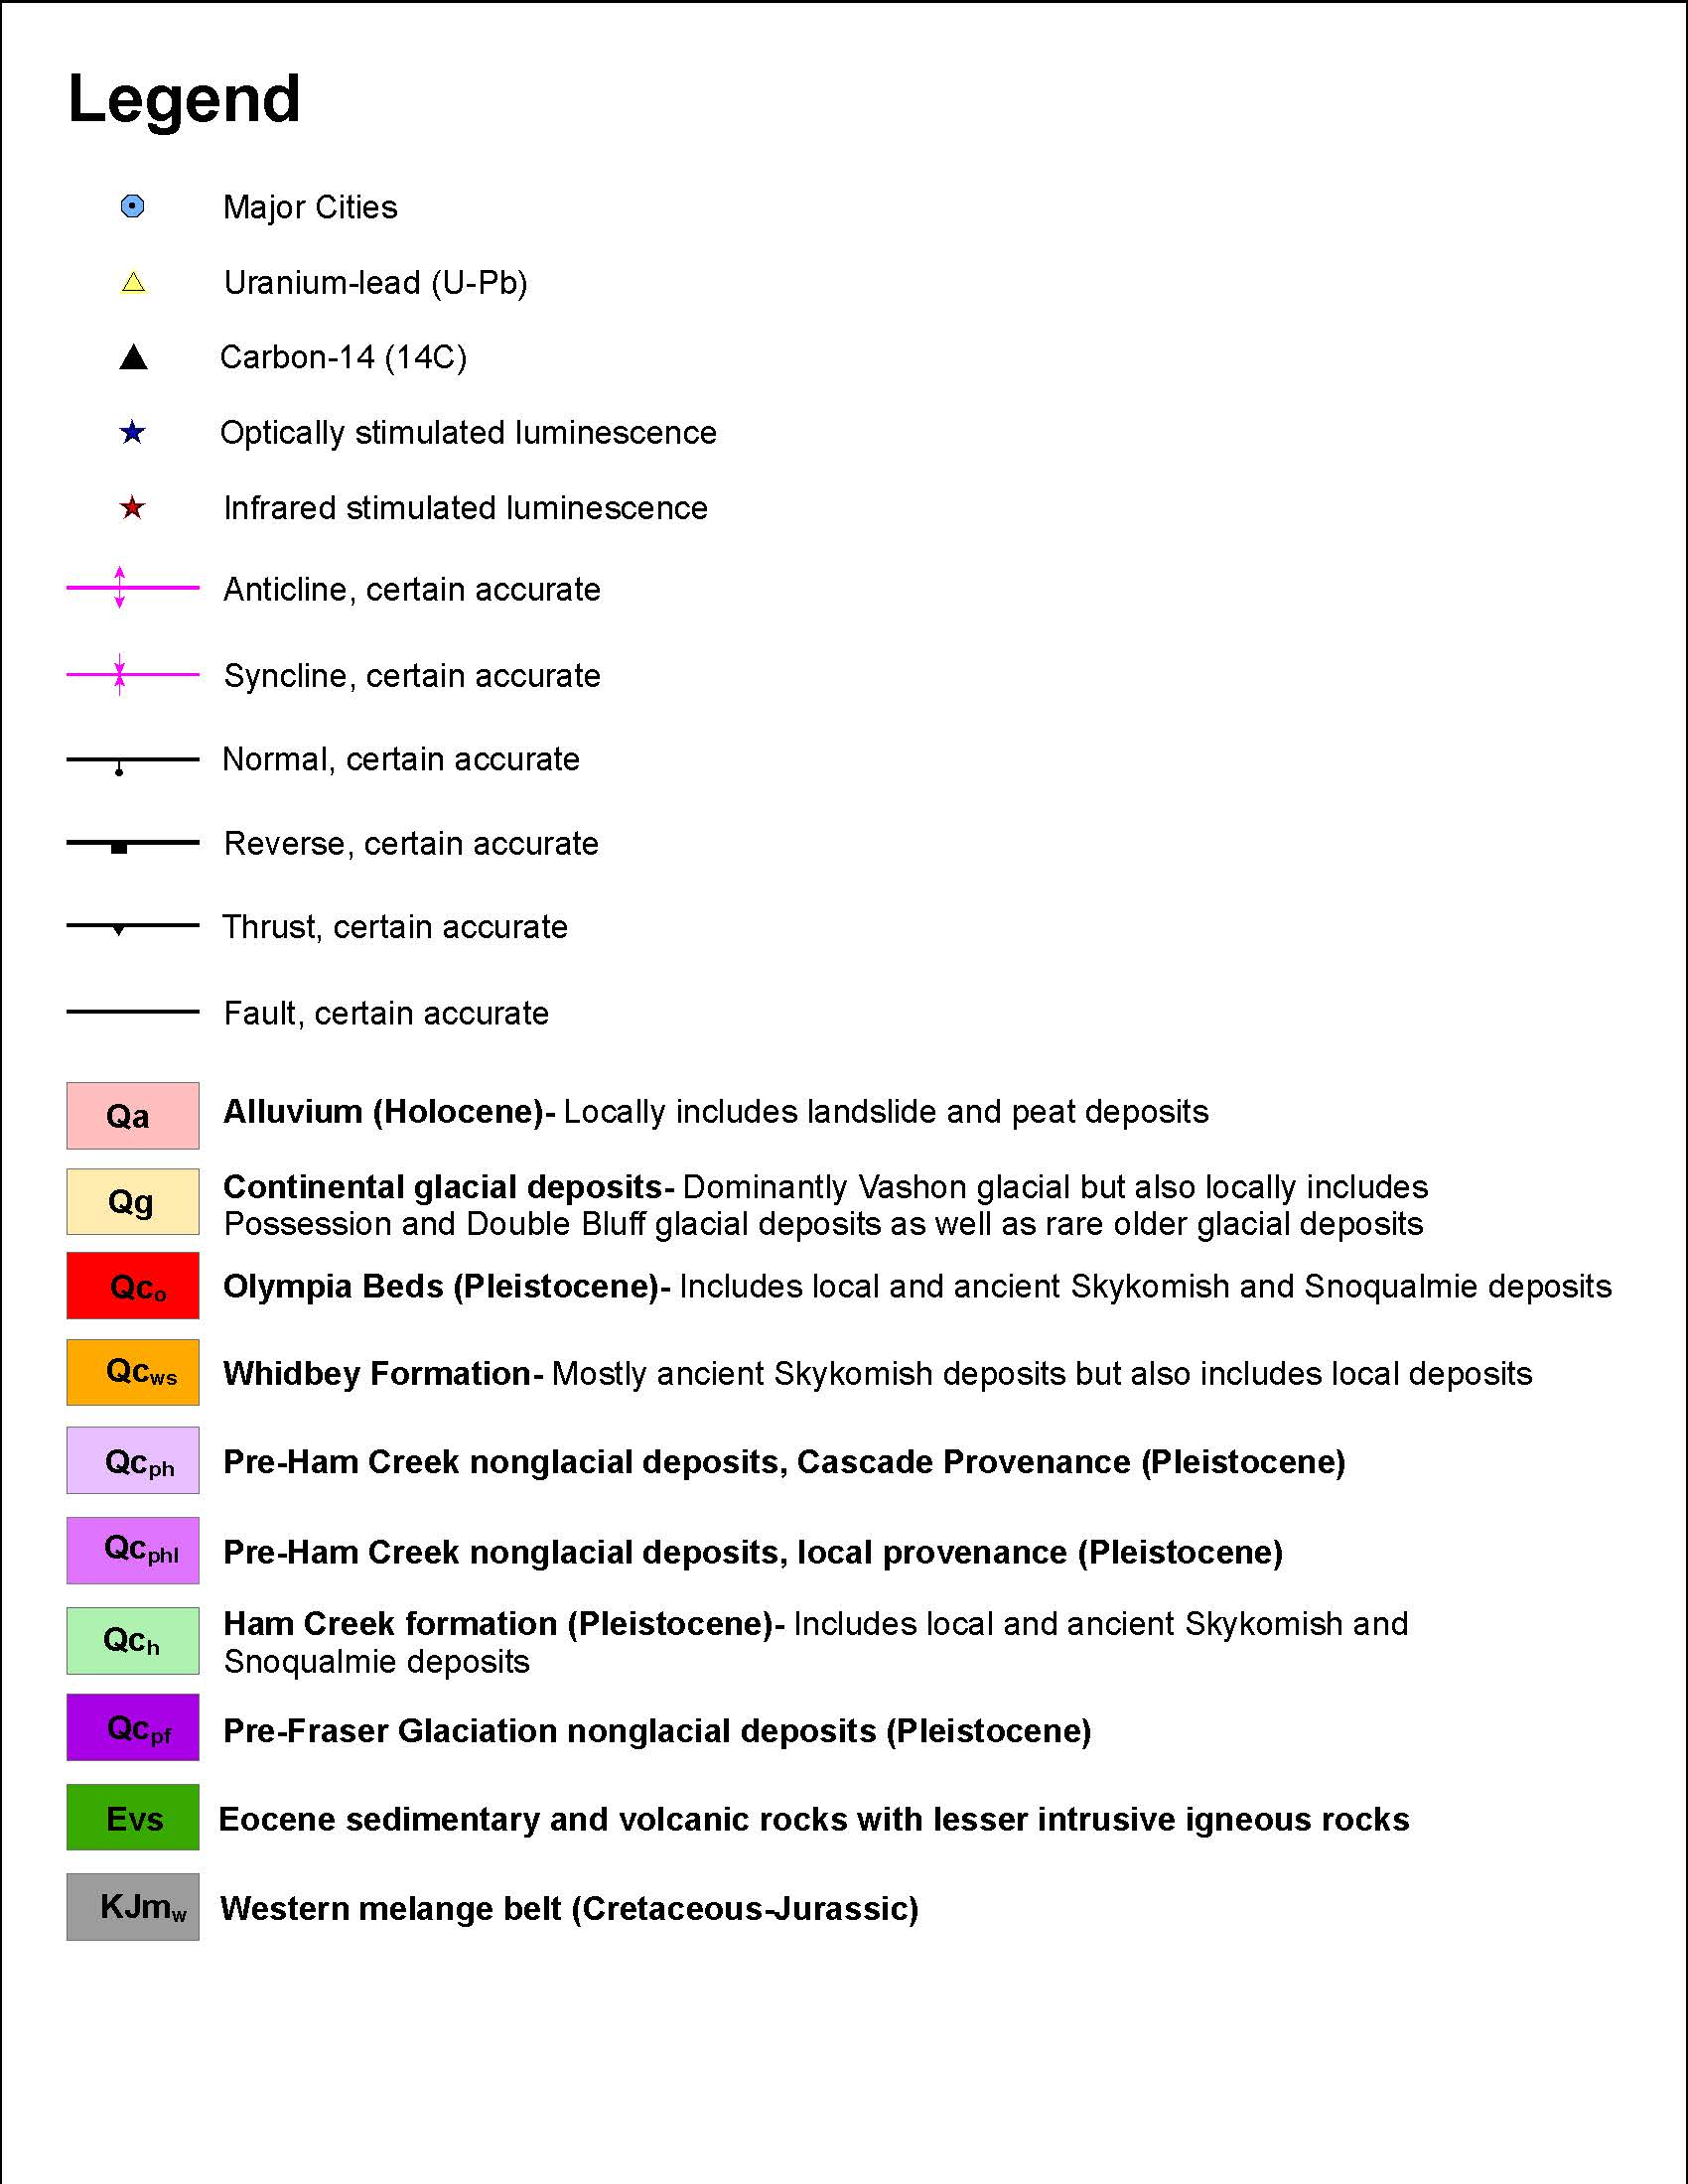 Legend
Major Cities
Uranium-lead (U-Pb)
Carbon-14 (14C)
Optically stimulated luminescence
Infrared stimulated luminescence
Anticline, certain accurate
Syncline, certain accurate
Normal, certain accurate
Reverse, certain accurate
Thrust, certain accurate
Fault, certain accurate
Qa Alluvium (Holocene)- Locally includes landslide and peat deposits
Qg Continental glacial deposits- Dominantly Vashon glacial but also locally includes
Possession and Double Bluff glacial deposits as well as rare older glacial deposits
Qco Olympia Beds (Pleistocene)- Includes local and ancient Skykomish and Snoqualmie deposits
Qcws Whidbey Formation- Mostly ancient Skykomish deposits but also includes local deposits
Qcph Pre-Ham Creek nonglacial deposits, Cascade Provenance (Pleistocene)
Qcphl Pre-Ham Creek nonglacial deposits, local provenance (Pleistocene)
Qch Ham Creek formation (Pleistocene)- Includes local and ancient Skykomish and
Snoqualmie deposits
Qcpf Pre-Fraser Glaciation nonglacial deposits (Pleistocene)
Evs Eocene sedimentary and volcanic rocks with lesser intrusive igneous rocks
KJmw Western melange belt (Cretaceous-Jurassic)